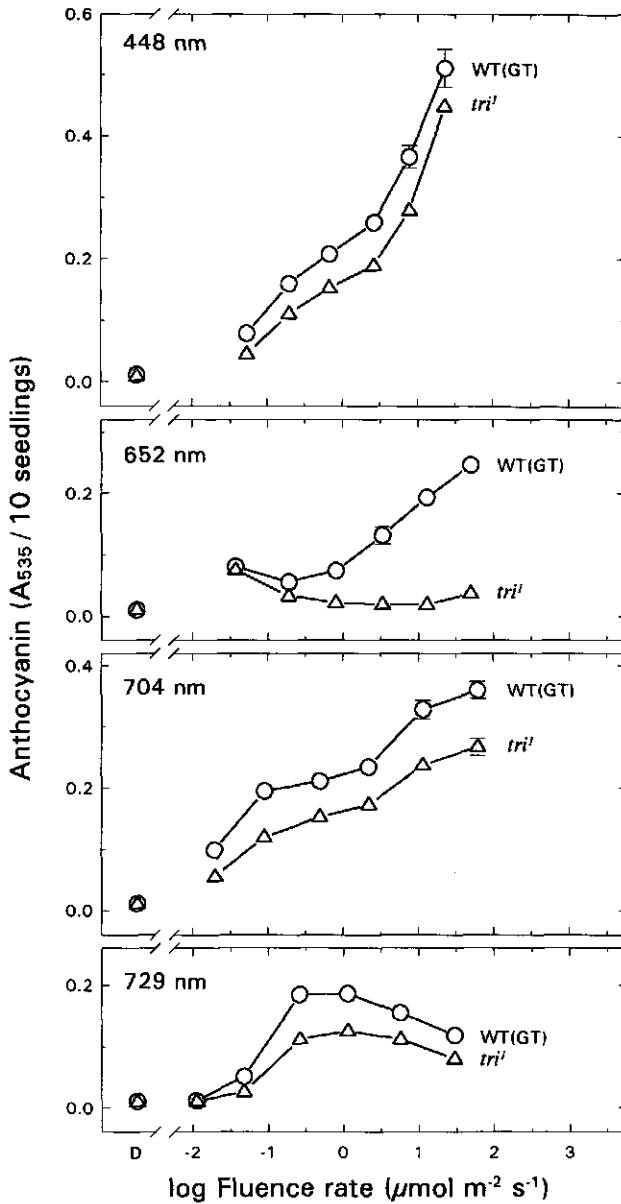 0.6
448 nm
WT(GT)
tri¹
0.4
0.2
0.0
652 nm
WT(GT)
0.2
tri¹
0.0
0.4
704 nm
WT(GT)
tri¹
0.2
0.0
729 nm
0.2
WT(GT)
tri¹
0.0
D -2 -1 0 1 2 3
log Fluence rate (μmol m⁻² s⁻¹)
Anthocyanin (A₅₃₅ / 10 seedlings)